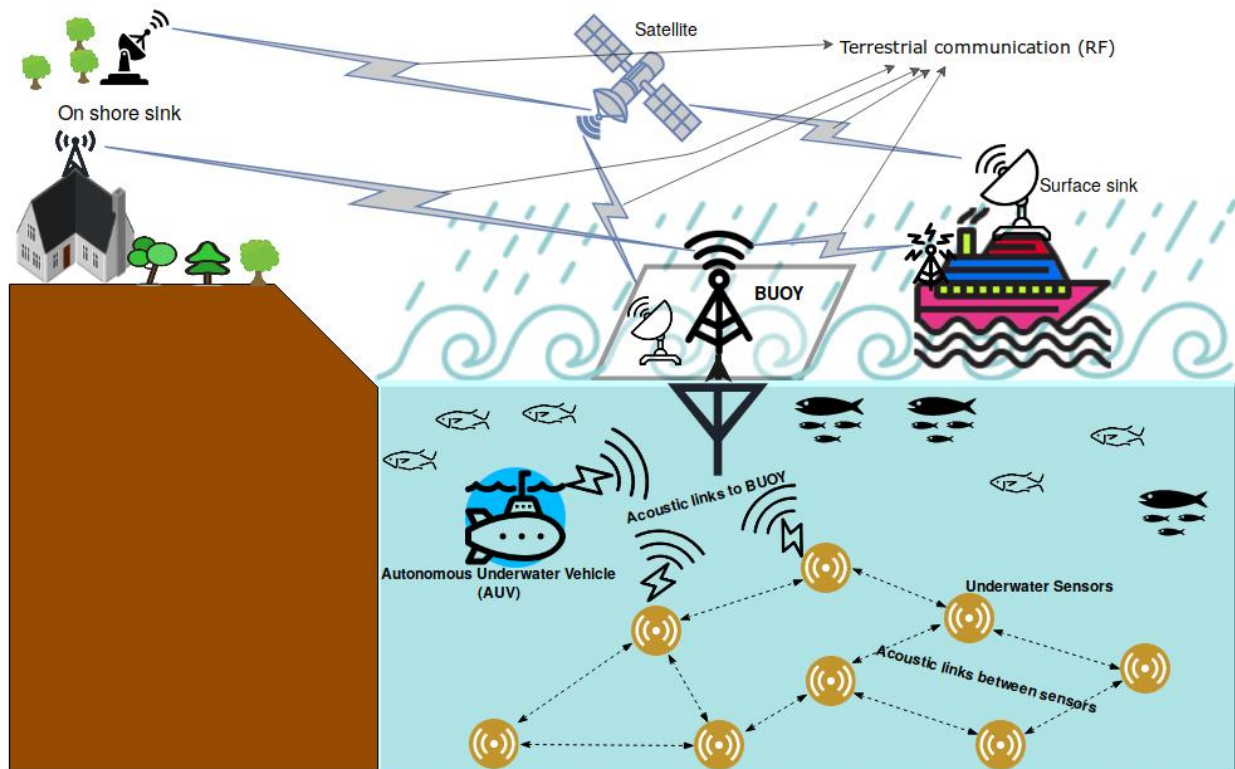 Satellite
Terrestrial communication (RF)
On shore sink
Surface sink
BUOY
Acoustic links to BUOY
Autonomous Underwater Vehicle
(AUV)
Underwater Sensors
Acoustic links between sensors